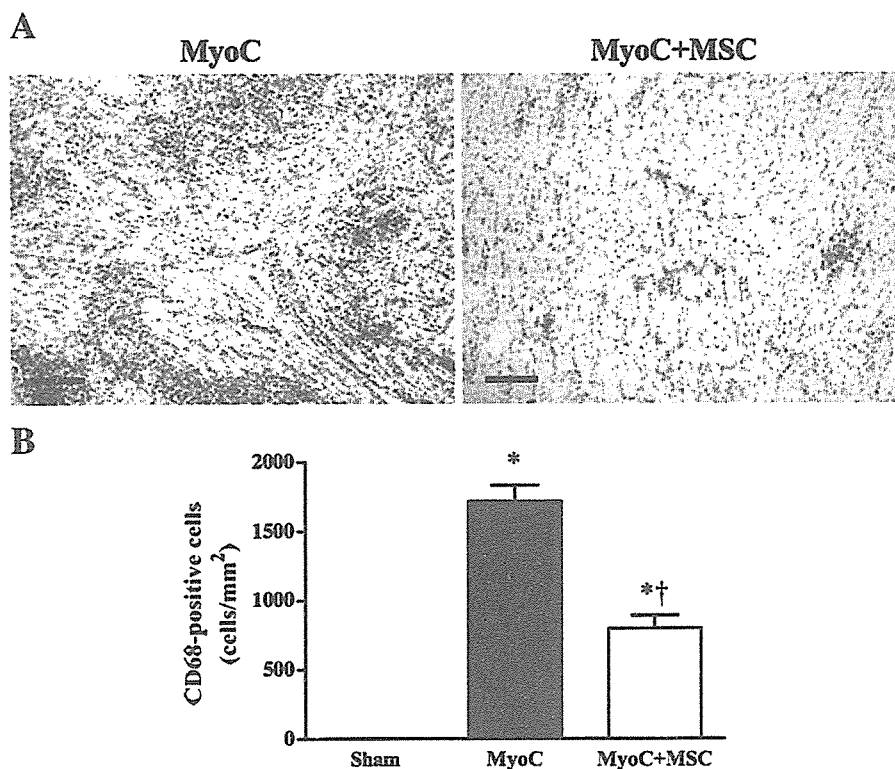 A
MyoC MyoC+MSC
B
CD68-positive cells
(cells/mm²)
2000
1500
1000
500
0
*
*†
Sham MyoC MyoC+MSC